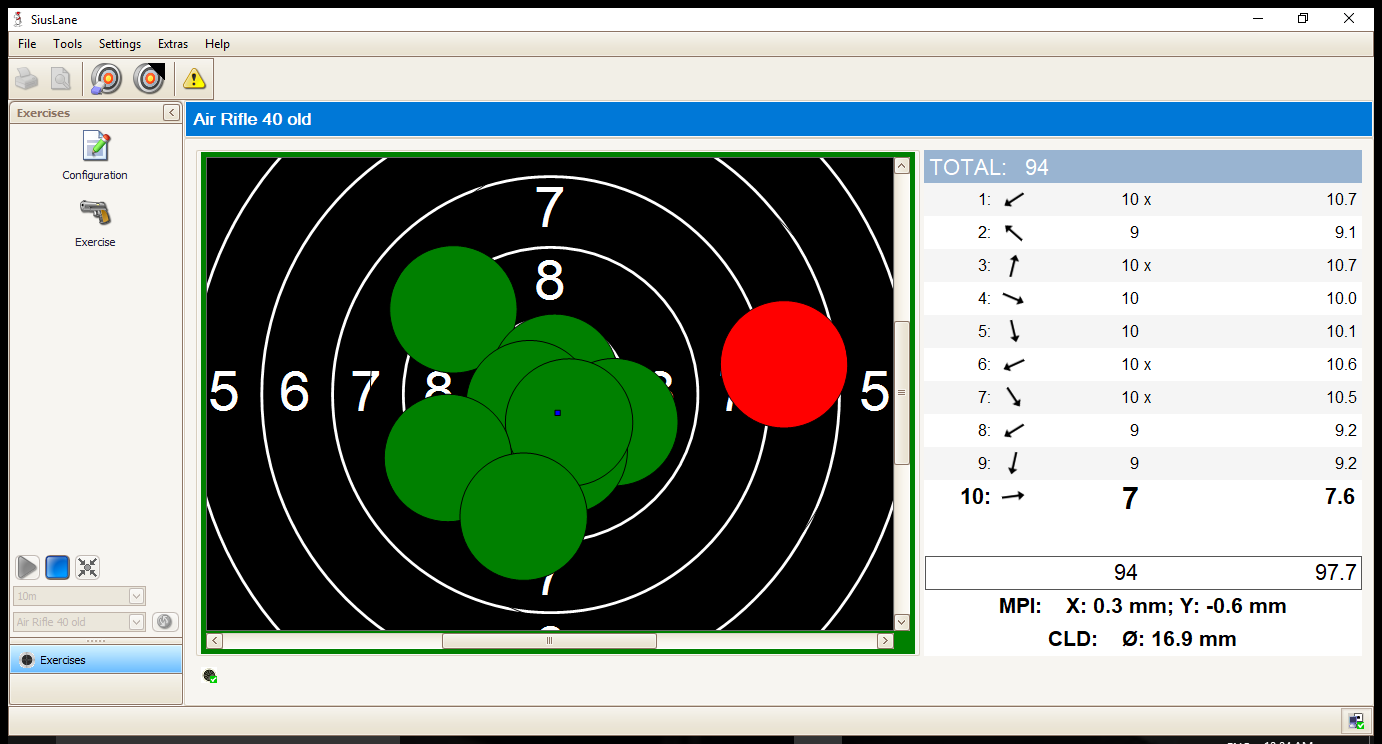 SiusLane
File Tools Settings Extras Help
Exercises
Configuration
Exercise
10m
Air Rifle 40 old
Exercises
Air Rifle 40 old
7
8
5 6 7 8 5
7
TOTAL: 94
1: 10 x 10.7
2: 9 9.1
3: 10 x 10.7
4: 10 10.0
5: 10 10.1
6: 10 x 10.6
7: 10 x 10.5
8: 9 9.2
9: 9 9.2
10: 7 7.6
94 97.7
MPI: X: 0.3 mm; Y: -0.6 mm
CLD: Ø: 16.9 mm